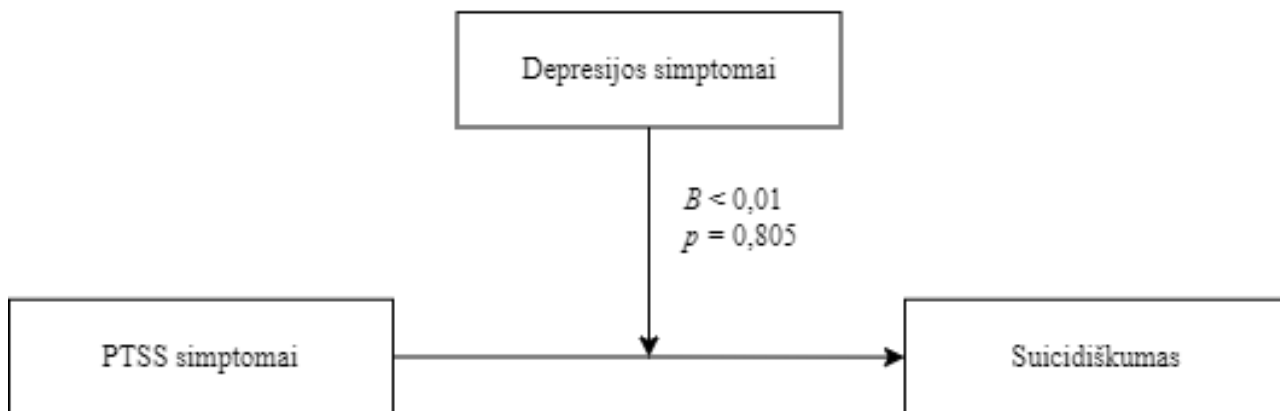 Depresijos simptomai
B < 0,01
p = 0,805
PTSS simptomai
Suicidiškumas